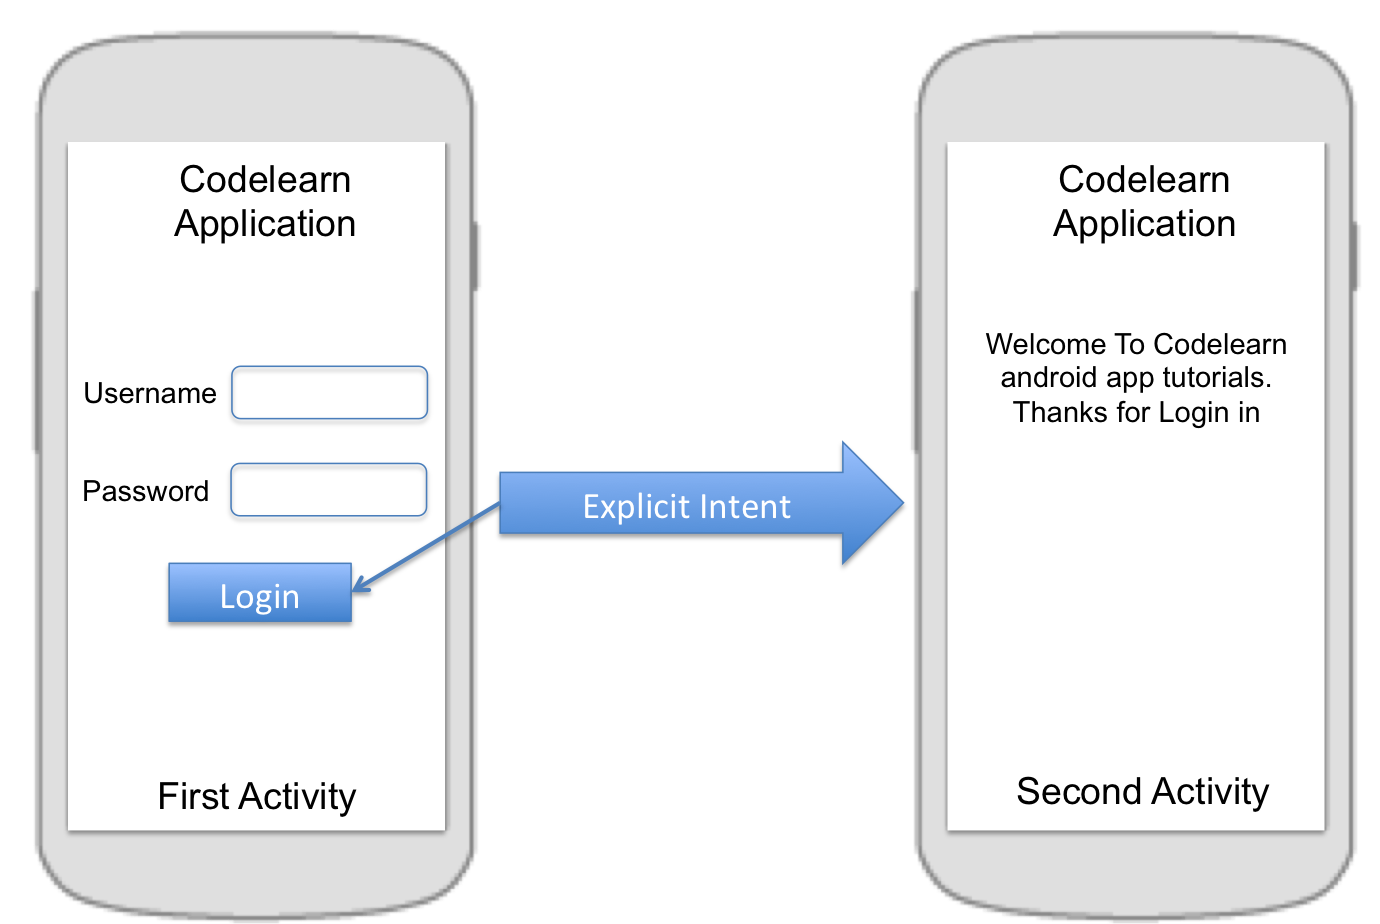 Codelearn
Application
Username
Password
Login
First Activity
Explicit Intent
Codelearn
Application
Welcome To Codelearn
android app tutorials.
Thanks for Login in
Second Activity